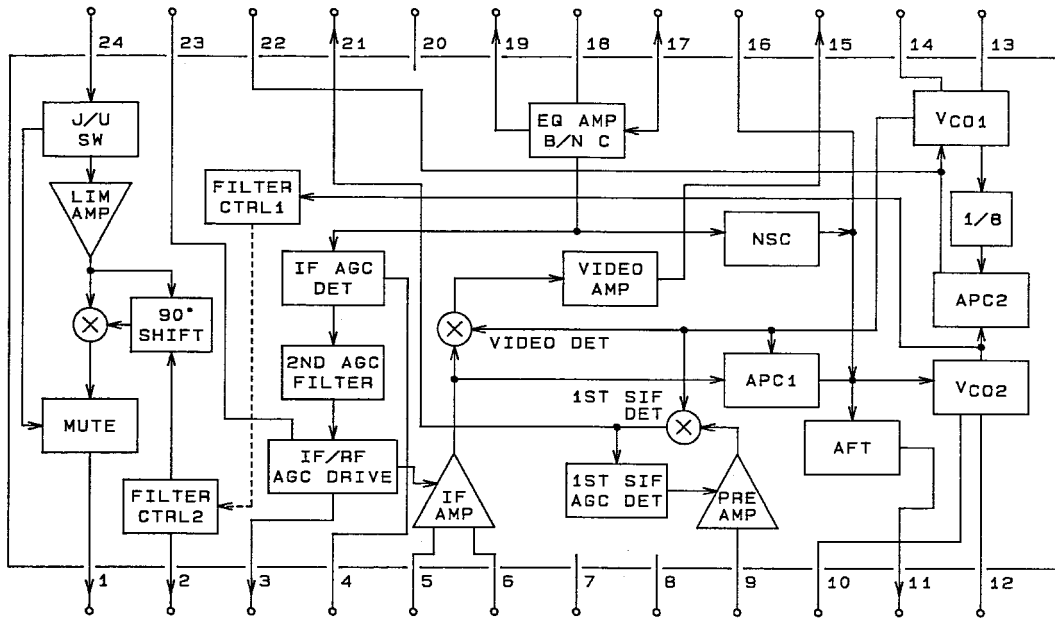 24 23 22 21 20 19 18 17 16 15 14 13
J/U
SW
EQ AMP
B/N C
VCO1
LIM
AMP
FILTER
CTRL1
1/8
NSC
IF AGC
DET
VIDEO
AMP
APC2
90°
SHIFT
VIDEO DET
2ND AGC
FILTER
APC1
VCO2
1ST SIF
DET
MUTE
AFT
IF/RF
AGC DRIVE
1ST SIF
AGC DET
FILTER
CTRL2
IF
AMP
PRE
AMP
1 2 3 4 5 6 7 8 9 10 11 12